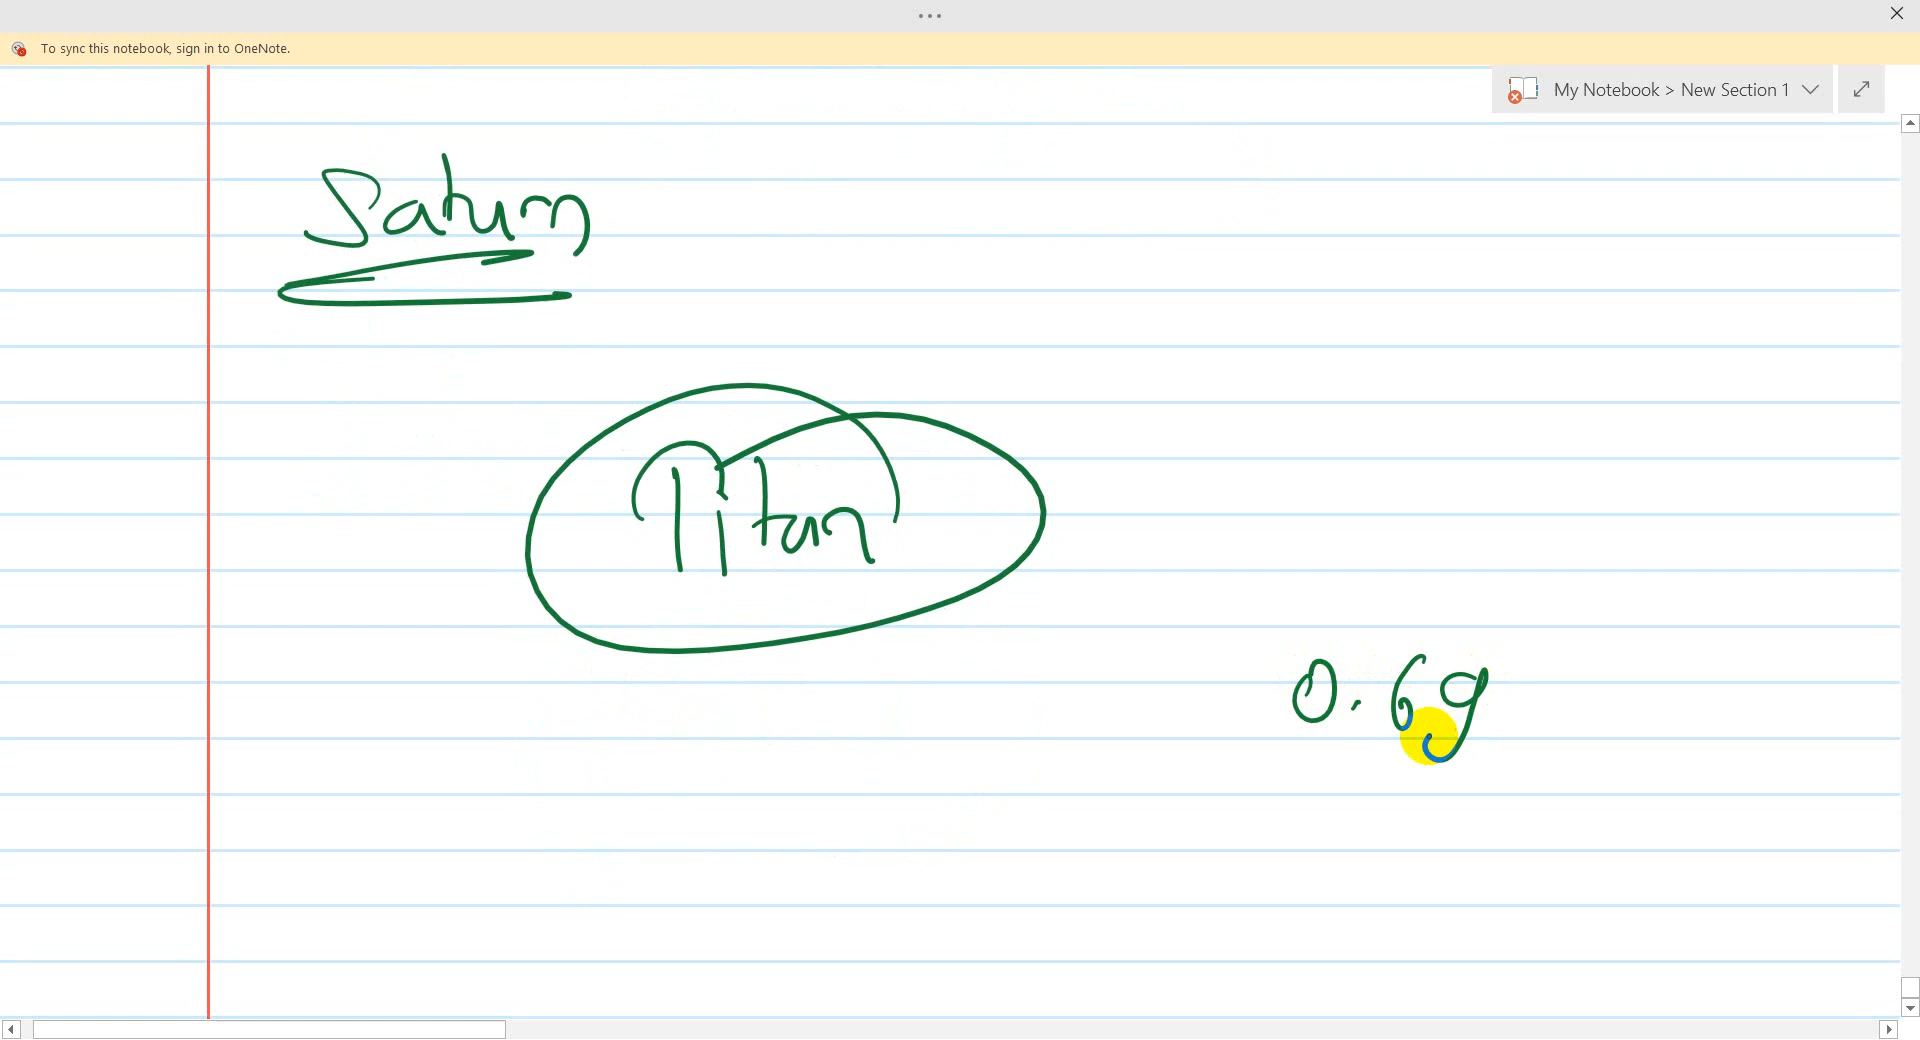 To sync this notebook, sign in to OneNote.
My Notebook > New Section 1
Saturn
Titan
0.69